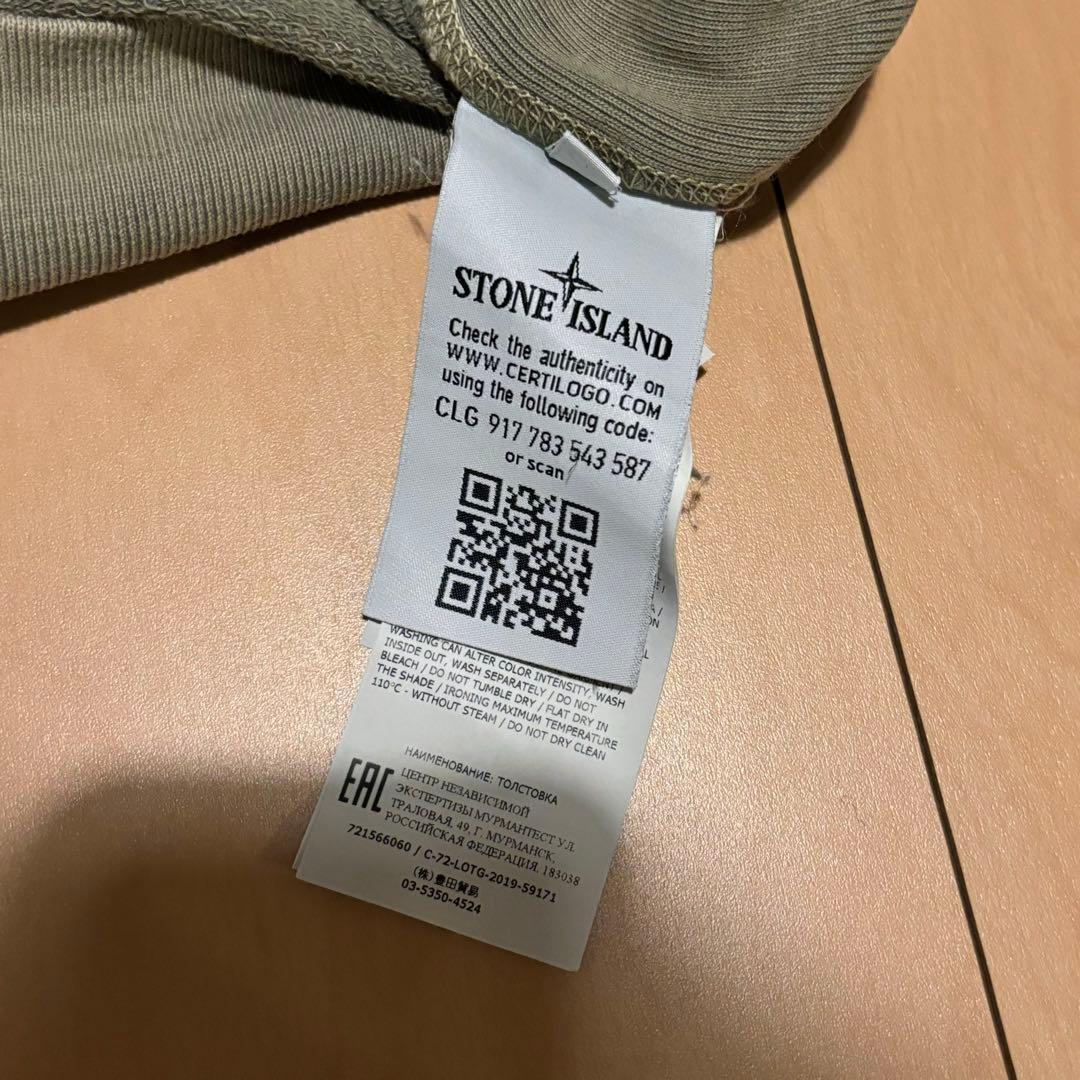 STONE ISLAND
Check the authenticity on
WWW.CERTILOGO.COM
using the following code:
CLG 917 783 543 587
or scan
WASHING CAN ALTER COLOR INTENSITY, WASH
INSIDE OUT, WASH SEPARATELY / DO NOT
BLEACH / DO NOT TUMBLE DRY / FLAT DRY IN
THE SHADE / IRONING MAXIMUM TEMPERATURE
110°C - WITHOUT STEAM / DO NOT DRY CLEAN
НАИМЕНОВАНИЕ: ТОЛСТОВКА
EAC
ЦЕНТР НЕЗАВИСИМОЙ
ЭКСПЕРТИЗЫ МУРМАНТЕСТ УЛ.
ТРАЛОВАЯ, 49, Г. МУРМАНСК,
РОССИЙСКАЯ ФЕДЕРАЦИЯ, 183038
721566060 / C-72-LOTG-2019-59171
(株)豊田貿易
03-5350-4524